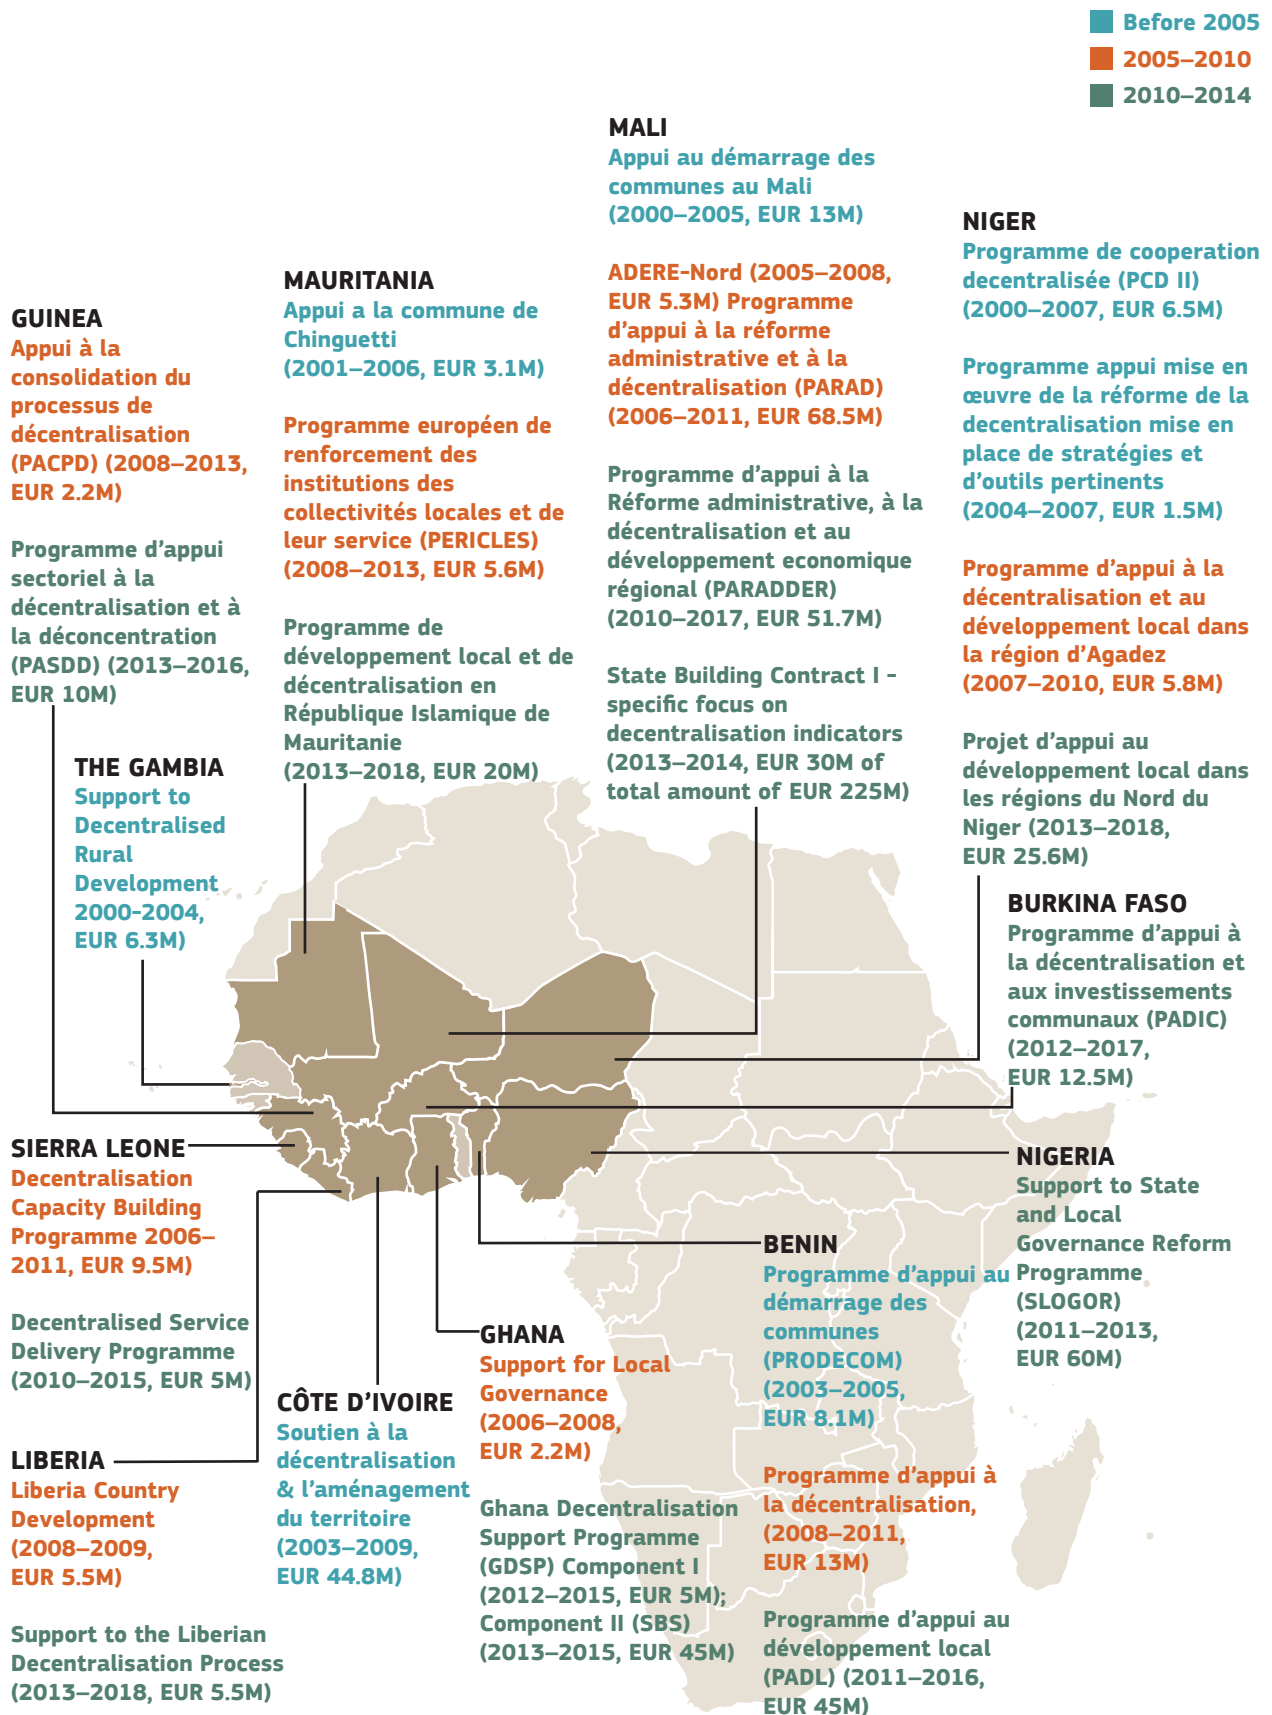 Before 2005
2005–2010
2010–2014
MALI
Appui au démarrage des
communes au Mali
(2000–2005, EUR 13M)
ADERE-Nord (2005–2008,
EUR 5.3M) Programme
d’appui à la réforme
administrative et à la
décentralisation (PARAD)
(2006–2011, EUR 68.5M)
Programme d’appui à la
Réforme administrative, à la
décentralisation et au
développement economique
régional (PARADDER)
(2010–2017, EUR 51.7M)
State Building Contract I -
specific focus on
decentralisation indicators
(2013–2014, EUR 30M of
total amount of EUR 225M)
NIGER
Programme de cooperation
decentralisée (PCD II)
(2000–2007, EUR 6.5M)
Programme appui mise en
œuvre de la réforme de la
decentralisation mise en
place de stratégies et
d’outils pertinents
(2004–2007, EUR 1.5M)
Programme d’appui à la
décentralisation et au
développement local dans
la région d’Agadez
(2007–2010, EUR 5.8M)
Projet d’appui au
développement local dans
les régions du Nord du
Niger (2013–2018,
EUR 25.6M)
MAURITANIA
Appui a la commune de
Chinguetti
(2001–2006, EUR 3.1M)
Programme européen de
renforcement des
institutions des
collectivités locales et de
leur service (PERICLES)
(2008–2013, EUR 5.6M)
Programme de
développement local et de
décentralisation en
République Islamique de
Mauritanie
(2013–2018, EUR 20M)
GUINEA
Appui à la
consolidation du
processus de
décentralisation
(PACPD) (2008–2013,
EUR 2.2M)
Programme d’appui
sectoriel à la
décentralisation et à
la déconcentration
(PASDD) (2013–2016,
EUR 10M)
THE GAMBIA
Support to
Decentralised
Rural
Development
2000-2004,
EUR 6.3M)
BURKINA FASO
Programme d’appui à
la décentralisation et
aux investissements
communaux (PADIC)
(2012–2017,
EUR 12.5M)
SIERRA LEONE
Decentralisation
Capacity Building
Programme 2006–
2011, EUR 9.5M)
Decentralised Service
Delivery Programme
(2010–2015, EUR 5M)
NIGERIA
Support to State
and Local
Governance Reform
Programme
(SLOGOR)
(2011–2013,
EUR 60M)
BENIN
Programme d’appui au
démarrage des
communes
(PRODECOM)
(2003–2005,
EUR 8.1M)
Programme d’appui à
la décentralisation,
(2008–2011,
EUR 13M)
Programme d’appui au
développement local
(PADL) (2011–2016,
EUR 45M)
GHANA
Support for Local
Governance
(2006–2008,
EUR 2.2M)
Ghana Decentralisation
Support Programme
(GDSP) Component I
(2012–2015, EUR 5M);
Component II (SBS)
(2013–2015, EUR 45M)
CÔTE D’IVOIRE
Soutien à la
décentralisation
& l’aménagement
du territoire
(2003–2009,
EUR 44.8M)
LIBERIA
Liberia Country
Development
(2008–2009,
EUR 5.5M)
Support to the Liberian
Decentralisation Process
(2013–2018, EUR 5.5M)